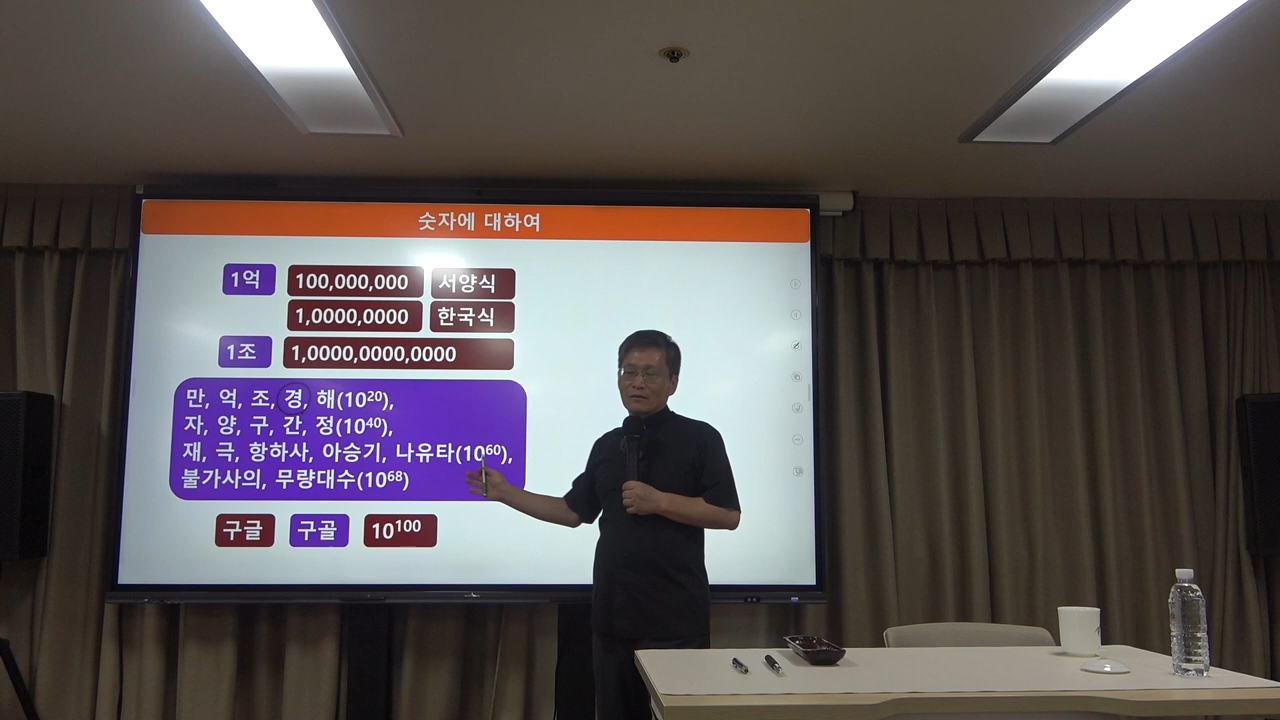 숫자에 대하여
1억 100,000,000 서양식
1,0000,0000 한국식
1조 1,0000,0000,0000
만, 억, 조, 경, 해(10²⁰),
자, 양, 구, 간, 정(10⁴⁰),
재, 극, 항하사, 아승기, 나유타(10⁶⁰),
불가사의, 무량대수(10⁶⁸)
구글 구골 10¹⁰⁰